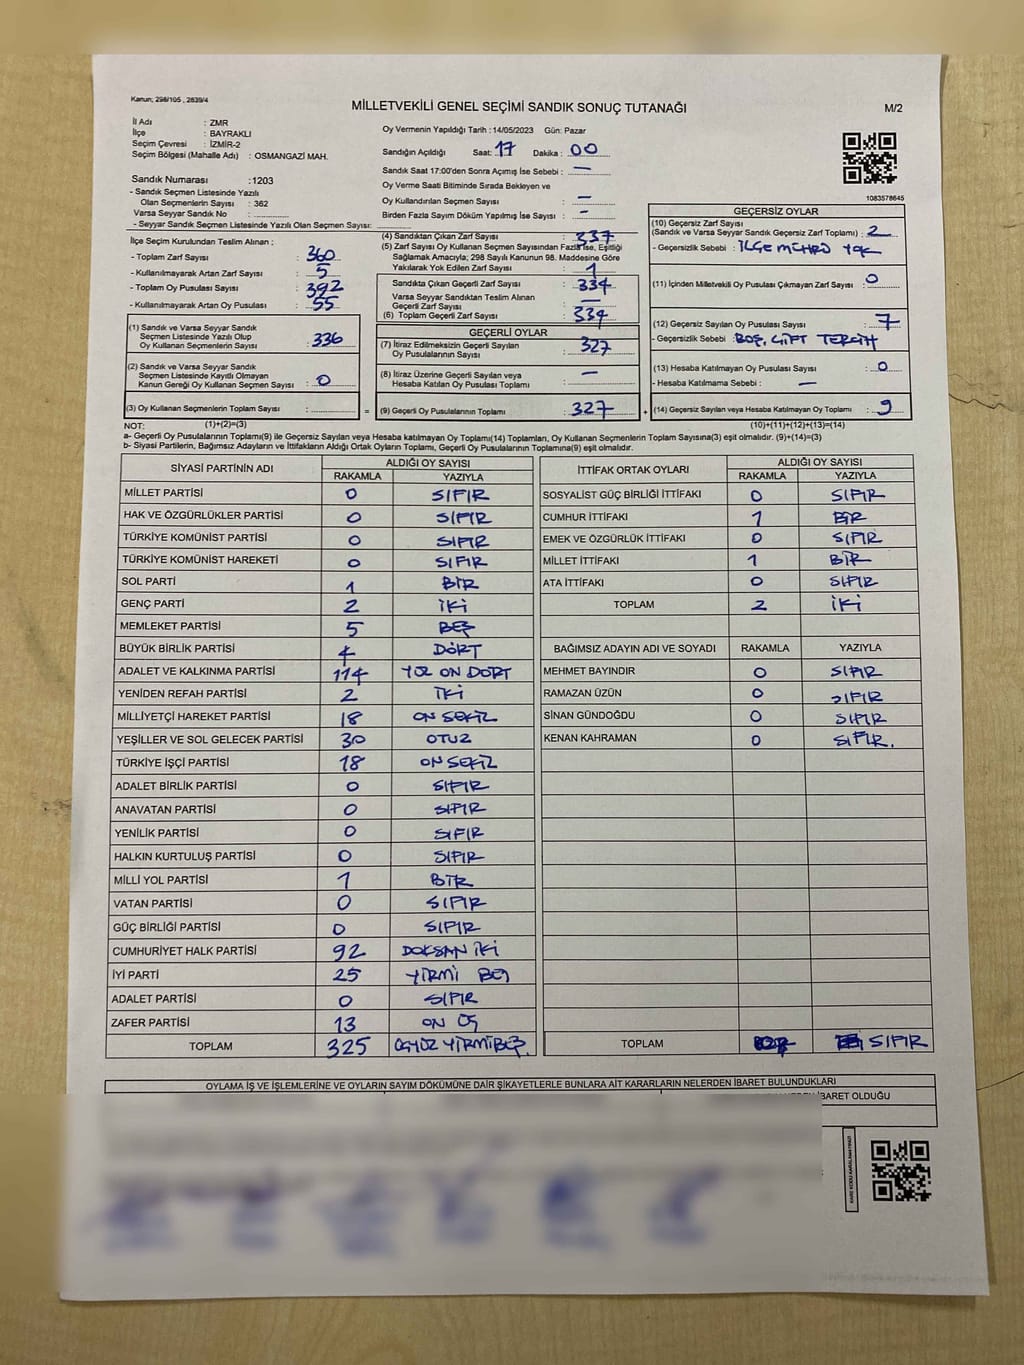 Kanun; 298/105 , 2839/4
MİLLETVEKİLİ GENEL SEÇİMİ SANDIK SONUÇ TUTANAĞI
M/2
İl Adı : ZMR
İlçe : BAYRAKLI
Seçim Çevresi : İZMİR-2
Seçim Bölgesi (Mahalle Adı) : OSMANGAZİ MAH.
Sandık Numarası :1203
- Sandık Seçmen Listesinde Yazılı
Olan Seçmenlerin Sayısı : 362
Varsa Seyyar Sandık No :
- Seyyar Sandık Seçmen Listesinde Yazılı Olan Seçmen Sayısı:
Oy Vermenin Yapıldığı Tarih : 14/05/2023 Gün: Pazar
Sandığın Açıldığı Saat: 17 Dakika : 00
Sandık Saat 17:00'den Sonra Açımış İse Sebebi : —
Oy Verme Saati Bitiminde Sırada Bekleyen ve
Oy Kullandırılan Seçmen Sayısı : —
Birden Fazla Sayım Döküm Yapılmış İse Sayısı : -
1083578645
İlçe Seçim Kurulundan Teslim Alınan ;
- Toplam Zarf Sayısı : 360
- Kullanılmayarak Artan Zarf Sayısı : 5
- Toplam Oy Pusulası : 392
- Kullanılmayarak Artan Oy Pusulası : 55
(4) Sandıktan Çıkan Zarf Sayısı : 337
(5) Zarf Sayısı Oy Kullanan Seçmen Sayısından Fazla İse, Eşitliği
Sağlamak Amacıyla; 298 Sayılı Kanunun 98. Maddesine Göre
Yakılarak Yok Edilen Zarf Sayısı : 1
Sandıkta Çıkan Geçerli Zarf Sayısı : 334
Varsa Seyyar Sandıktan Teslim Alınan
Geçerli Zarf Sayısı : —
(6) Toplam Geçerli Zarf Sayısı : 334
GEÇERSİZ OYLAR
(10) Geçersiz Zarf Sayısı
(Sandık ve Varsa Seyyar Sandık Geçersiz Zarf Toplamı) : 2
- Geçersizlik Sebebi : İLÇE MÜHRÜ YOK
(11) İçinden Milletvekili Oy Pusulası Çıkmayan Zarf Sayısı : 0
(12) Geçersiz Sayılan Oy Pusulası Sayısı : 7
- Geçersizlik Sebebi : BOŞ, ÇİFT TERCİH
(13) Hesaba Katılmayan Oy Pusulası Sayısı : 0
- Hesaba Katılmama Sebebi : —
(14) Geçersiz Sayılan veya Hesaba Katılmayan Oy Toplamı : 9
(1) Sandık ve Varsa Seyyar Sandık
Seçmen Listesinde Yazılı Olup
Oy Kullanan Seçmenlerin Sayısı : 336
(2) Sandık ve Varsa Seyyar Sandık
Seçmen Listesinde Kayıtlı Olmayan
Kanun Gereği Oy Kullanan Seçmen Sayısı : 0
(3) Oy Kullanan Seçmenlerin Toplam Sayısı : =
GEÇERLİ OYLAR
(7) İtiraz Edilmeksizin Geçerli Sayılan
Oy Pusulalarının Sayısı : 327
(8) İtiraz Üzerine Geçerli Sayılan veya
Hesaba Katılan Oy Pusulası Toplamı : —
(9) Geçerli Oy Pusulalarının Toplamı : 327 +
NOT: (1)+(2)=(3) (10)+(11)+(12)+(13)=(14)
a- Geçerli Oy Pusulalarının Toplamı(9) ile Geçersiz Sayılan veya Hesaba katılmayan Oy Toplamı(14) Toplamları, Oy Kullanan Seçmenlerin Toplam Sayısına(3) eşit olmalıdır. (9)+(14)=(3)
b- Siyasi Partilerin, Bağımsız Adayların ve İttifakların Aldığı Ortak Oyların Toplamı, Geçerli Oy Pusulalarının Toplamına(9) eşit olmalıdır.
SİYASİ PARTİNİN ADI ALDIĞI OY SAYISI RAKAMLA YAZIYLA
MİLLET PARTİSİ 0 SIFIR
HAK VE ÖZGÜRLÜKLER PARTİSİ 0 SIFIR
TÜRKİYE KOMÜNİST PARTİSİ 0 SIFIR
TÜRKİYE KOMÜNİST HAREKETİ 0 SIFIR
SOL PARTİ 1 BİR
GENÇ PARTİ 2 İKİ
MEMLEKET PARTİSİ 5 BEŞ
BÜYÜK BİRLİK PARTİSİ 4 DÖRT
ADALET VE KALKINMA PARTİSİ 114 YÜZ ON DÖRT
YENİDEN REFAH PARTİSİ 2 İKİ
MİLLİYETÇİ HAREKET PARTİSİ 18 ON SEKİZ
YEŞİLLER VE SOL GELECEK PARTİSİ 30 OTUZ
TÜRKİYE İŞÇİ PARTİSİ 18 ON SEKİZ
ADALET BİRLİK PARTİSİ 0 SIFIR
ANAVATAN PARTİSİ 0 SIFIR
YENİLİK PARTİSİ 0 SIFIR
HALKIN KURTULUŞ PARTİSİ 0 SIFIR
MİLLİ YOL PARTİSİ 1 BİR
VATAN PARTİSİ 0 SIFIR
GÜÇ BİRLİĞİ PARTİSİ 0 SIFIR
CUMHURİYET HALK PARTİSİ 92 DOKSAN İKİ
İYİ PARTİ 25 YİRMİ BEŞ
ADALET PARTİSİ 0 SIFIR
ZAFER PARTİSİ 13 ON ÜÇ
TOPLAM 325 ÜÇYÜZ YİRMİBEŞ
İTTİFAK ORTAK OYLARI ALDIĞI OY SAYISI RAKAMLA YAZIYLA
SOSYALİST GÜÇ BİRLİĞİ İTTİFAKI 0 SIFIR
CUMHUR İTTİFAKI 1 BİR
EMEK VE ÖZGÜRLÜK İTTİFAKI 0 SIFIR
MİLLET İTTİFAKI 1 BİR
ATA İTTİFAKI 0 SIFIR
TOPLAM 2 İKİ
BAĞIMSIZ ADAYIN ADI VE SOYADI RAKAMLA YAZIYLA
MEHMET BAYINDIR 0 SIFIR
RAMAZAN ÜZÜN 0 SIFIR
SİNAN GÜNDOĞDU 0 SIFIR
KENAN KAHRAMAN 0 SIFIR.
TOPLAM SIFIR
OYLAMA İŞ VE İŞLEMLERİNE VE OYLARIN SAYIM DÖKÜMÜNE DAİR ŞİKAYETLERLE BUNLARA AİT KARARLARIN NELERDEN İBARET BULUNDUKLARI
İBARET OLDUĞU